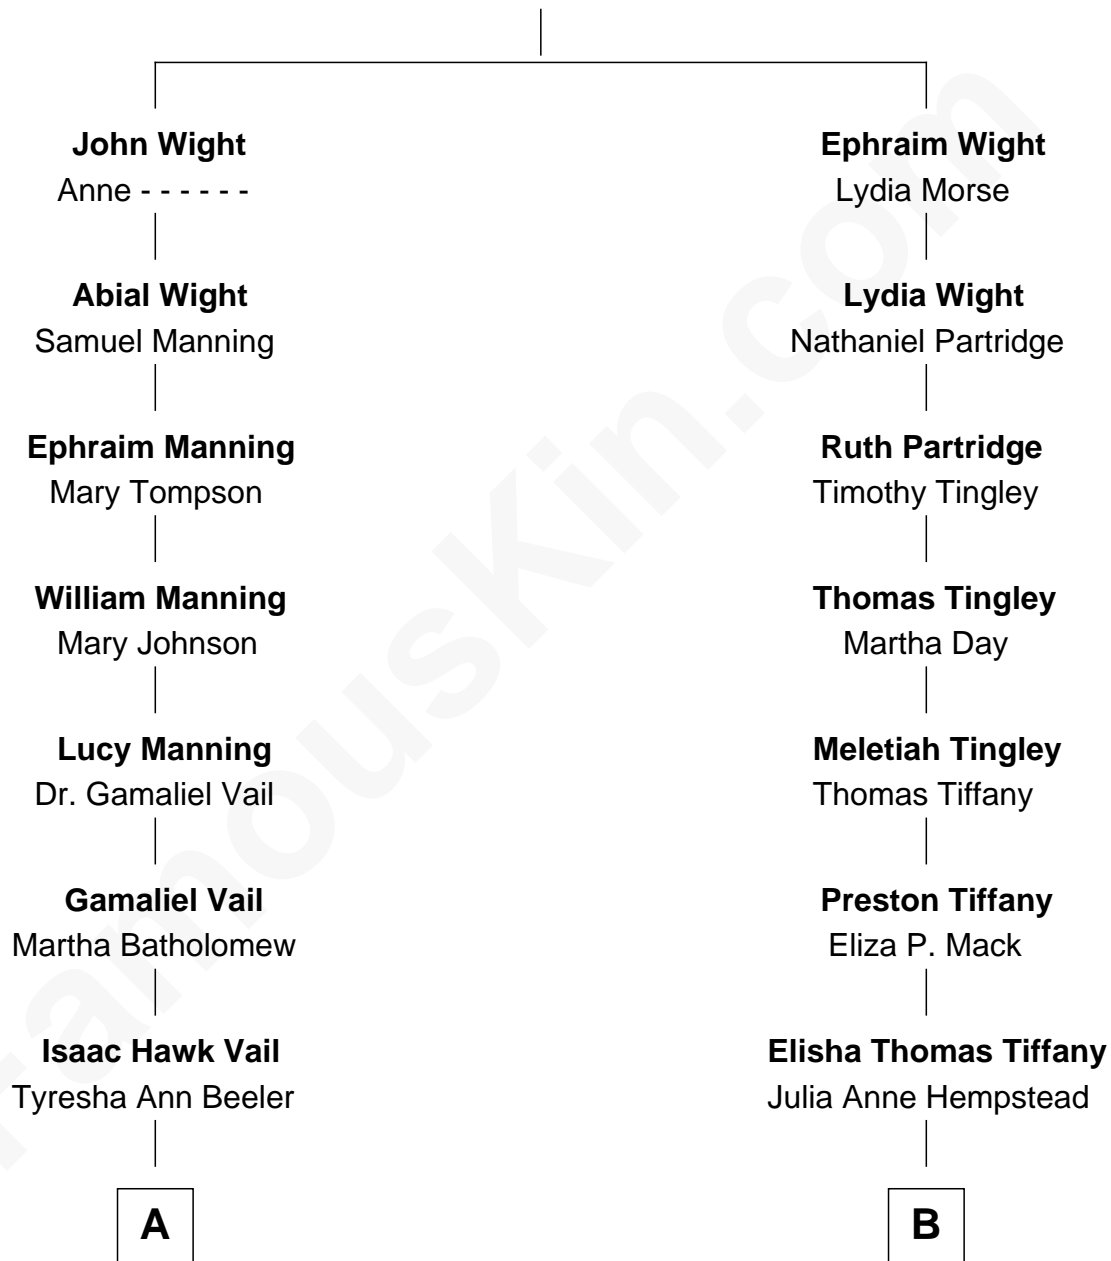 John Wight
Anne - - - - - -
Abial Wight
Samuel Manning
Ephraim Manning
Mary Tompson
William Manning
Mary Johnson
Lucy Manning
Dr. Gamaliel Vail
Gamaliel Vail
Martha Batholomew
Isaac Hawk Vail
Tyresha Ann Beeler
A
Ephraim Wight
Lydia Morse
Lydia Wight
Nathaniel Partridge
Ruth Partridge
Timothy Tingley
Thomas Tingley
Martha Day
Meletiah Tingley
Thomas Tiffany
Preston Tiffany
Eliza P. Mack
Elisha Thomas Tiffany
Julia Anne Hempstead
B
FamousKin.com